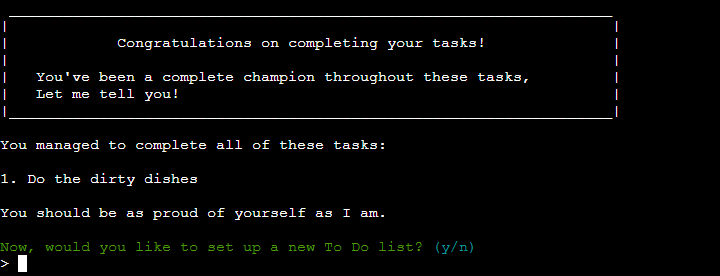 Congratulations on completing your tasks!
You've been a complete champion throughout these tasks,
Let me tell you!
You managed to complete all of these tasks:
1. Do the dirty dishes
You should be as proud of yourself as I am.
Now, would you like to set up a new To Do list? (y/n)
>